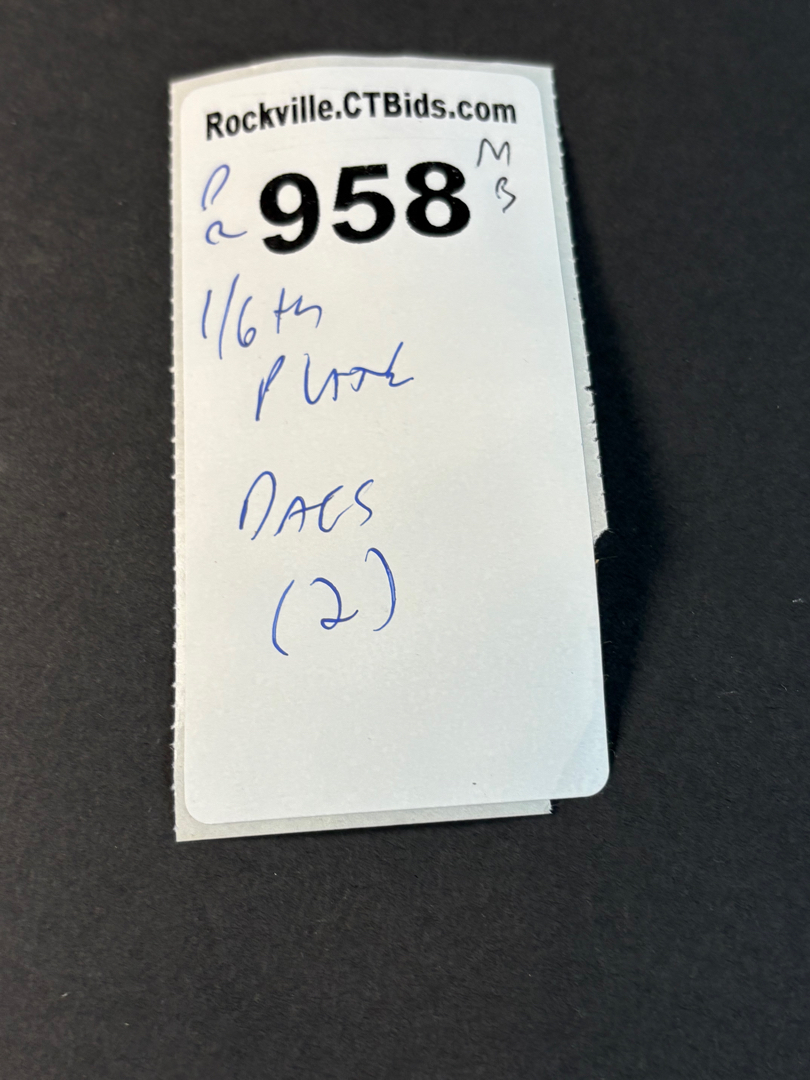 Rockville.CTBids.com
958
M
B
1/6th
PLATE
DAGS
(2)